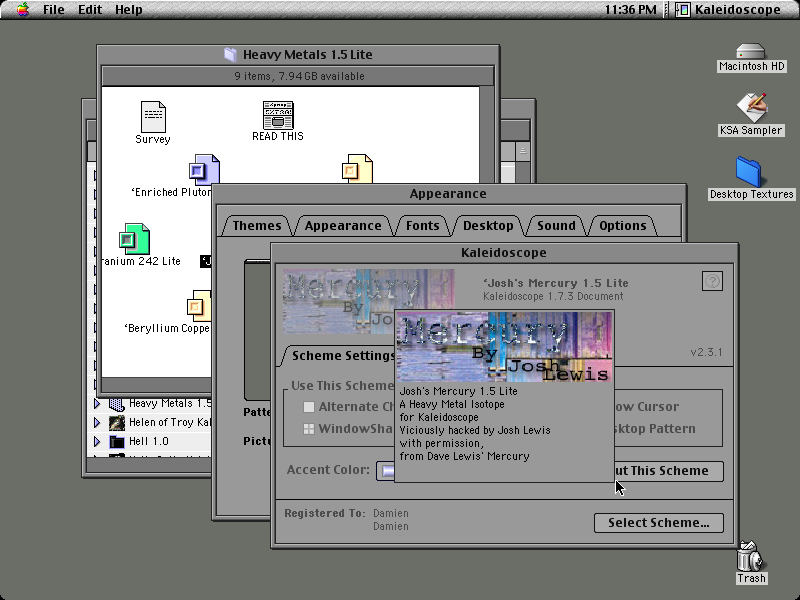 File Edit Help
11:36 PM
Kaleidoscope
Heavy Metals 1.5 Lite
9 items, 7.94GB available
Macintosh HD
Survey
READ THIS
KSA Sampler
'Enriched Pluton
Appearance
Desktop Textures
Themes
Appearance
Fonts
Desktop
Sound
Options
Kaleidoscope
ranium 242 Lite
'J
Mercury
By Jo
'Josh's Mercury 1.5 Lite
Kaleidoscope 1.7.3 Document
'Beryllium Coppe
Mercury
By Josh
Lewis
v2.3.1
Scheme Settings
Use This Scheme
Josh's Mercury 1.5 Lite
A Heavy Metal Isotope
for Kaleidoscope
Viciously hacked by Josh Lewis
with permission,
from Dave Lewis' Mercury
Heavy Metals 1.5
Alternate Ch
ow Cursor
Patte
Helen of Troy Kal
WindowSha
sktop Pattern
Pictu
Hell 1.0
Accent Color:
ut This Scheme
Registered To: Damien
Damien
Select Scheme...
Trash